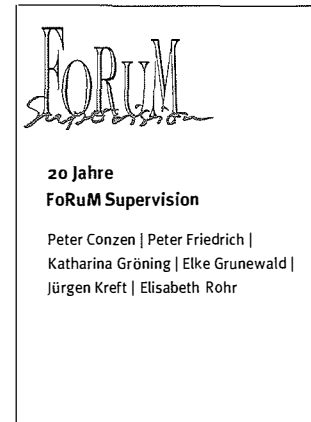 FoRuM
Supervision
20 Jahre
FoRuM Supervision
Peter Conzen | Peter Friedrich |
Katharina Gröning | Elke Grunewald |
Jürgen Kreft | Elisabeth Rohr